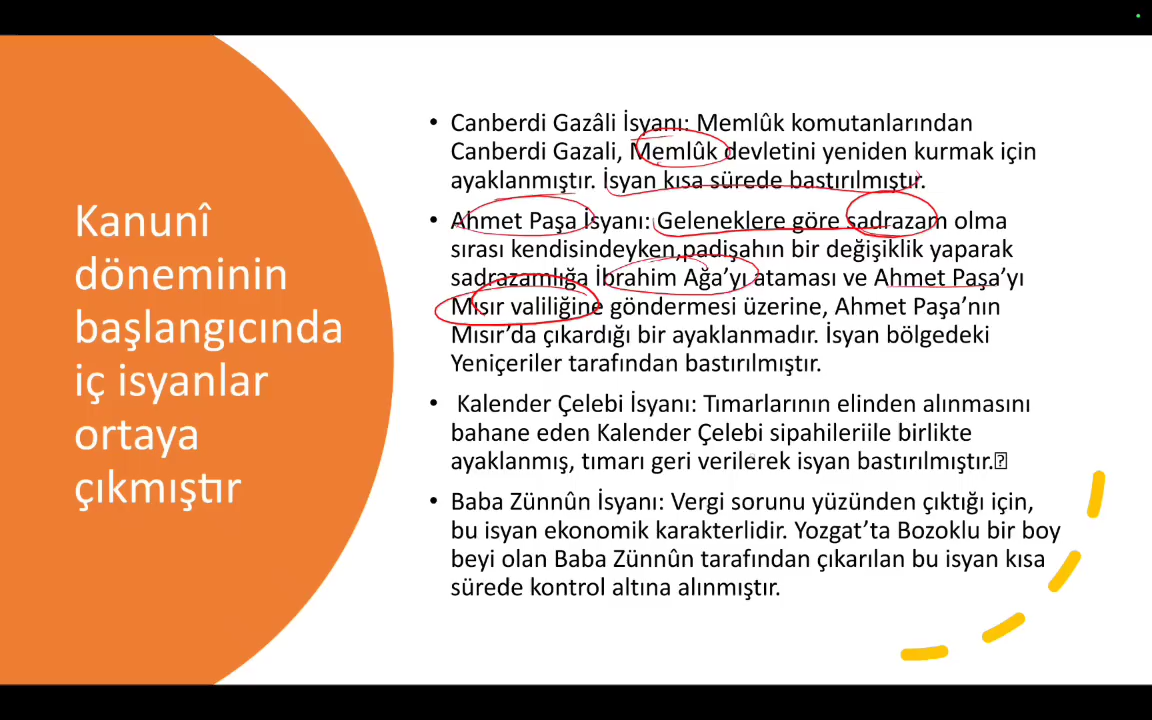 Kanunî
döneminin
başlangıcında
iç isyanlar
ortaya
çıkmıştır
• Canberdi Gazâli İsyanı: Memlûk komutanlarından
Canberdi Gazali, Memlûk devletini yeniden kurmak için
ayaklanmıştır. İsyan kısa sürede bastırılmıştır.
• Ahmet Paşa İsyanı: Geleneklere göre sadrazam olma
sırası kendisindeyken,padişahın bir değişiklik yaparak
sadrazamlığa İbrahim Ağa’yı ataması ve Ahmet Paşa’yı
Mısır valiliğine göndermesi üzerine, Ahmet Paşa’nın
Mısır’da çıkardığı bir ayaklanmadır. İsyan bölgedeki
Yeniçeriler tarafından bastırılmıştır.
• Kalender Çelebi İsyanı: Tımarlarının elinden alınmasını
bahane eden Kalender Çelebi sipahileriile birlikte
ayaklanmış, tımarı geri verilerek isyan bastırılmıştır.
• Baba Zünnûn İsyanı: Vergi sorunu yüzünden çıktığı için,
bu isyan ekonomik karakterlidir. Yozgat’ta Bozoklu bir boy
beyi olan Baba Zünnûn tarafından çıkarılan bu isyan kısa
sürede kontrol altına alınmıştır.